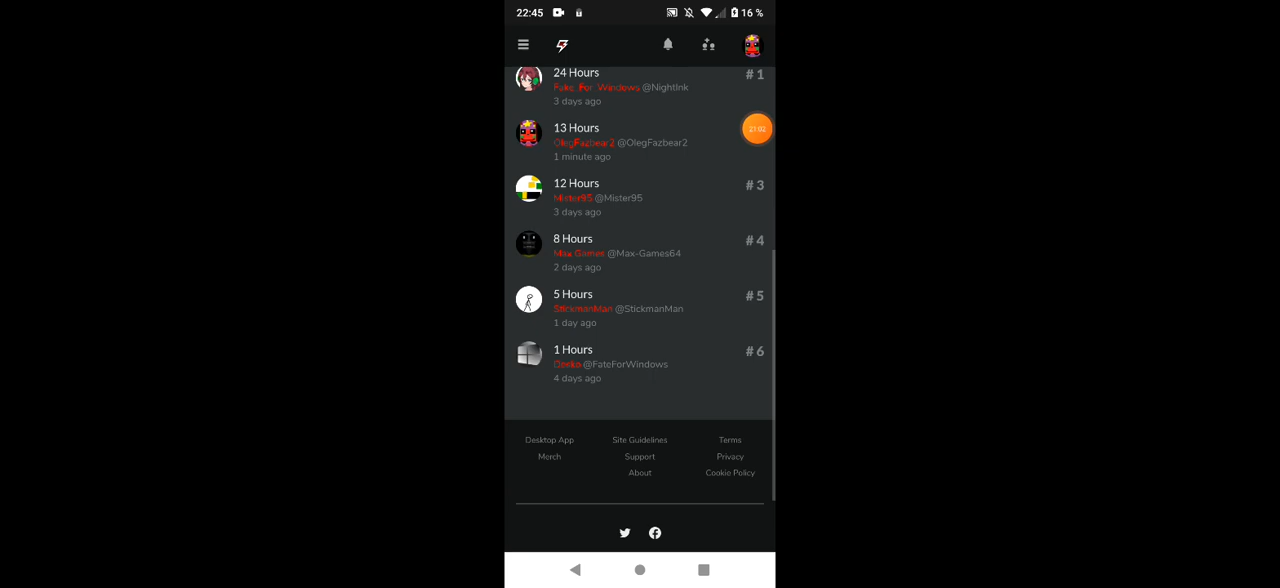 22:45 16 %
24 Hours # 1
Fake_For_Windows @NightInk
3 days ago
13 Hours
OlegFazbear2 @OlegFazbear2
21:02
1 minute ago
12 Hours # 3
Mister95 @Mister95
3 days ago
8 Hours # 4
Max Games @Max-Games64
2 days ago
5 Hours # 5
StickmanMan @StickmanMan
1 day ago
1 Hours # 6
@FateForWindows
4 days ago
Desktop App Site Guidelines Terms
Merch Support Privacy
About Cookie Policy